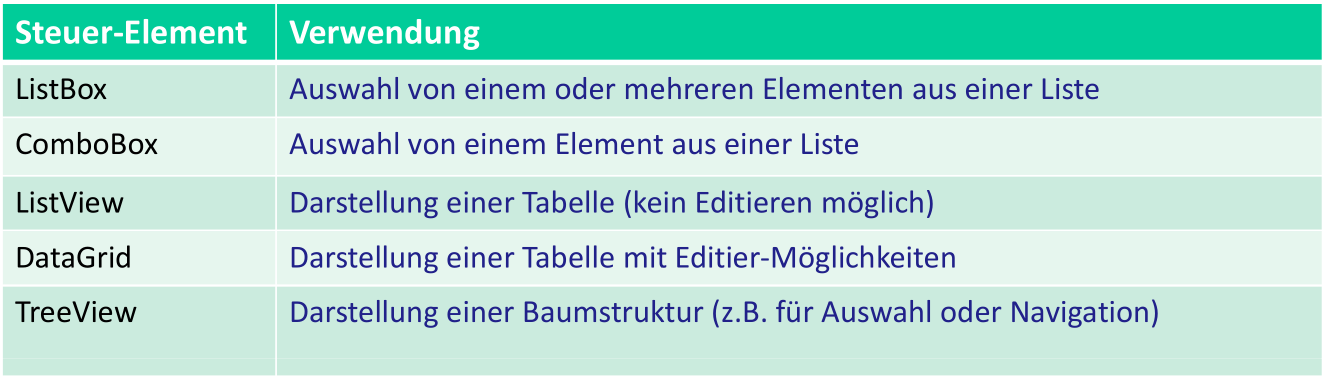 Steuer-Element Verwendung
ListBox Auswahl von einem oder mehreren Elementen aus einer Liste
ComboBox Auswahl von einem Element aus einer Liste
ListView Darstellung einer Tabelle (kein Editieren möglich)
DataGrid Darstellung einer Tabelle mit Editier-Möglichkeiten
TreeView Darstellung einer Baumstruktur (z.B. für Auswahl oder Navigation)